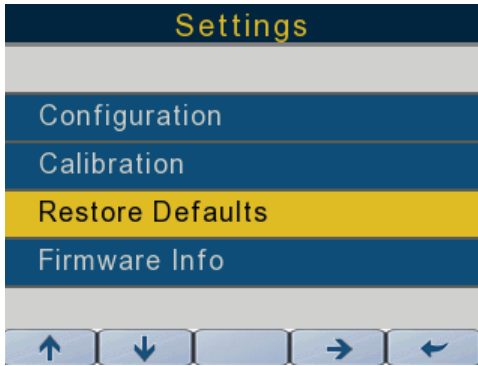 Settings
Configuration
Calibration
Restore Defaults
Firmware Info